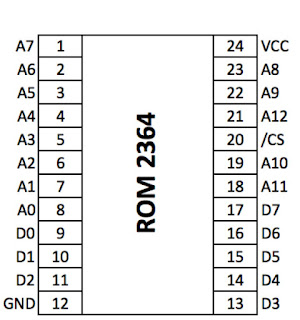 A7 1 24 VCC
A6 2 23 A8
A5 3 22 A9
A4 4 21 A12
A3 5 20 /CS
A2 6 19 A10
A1 7 18 A11
A0 8 17 D7
D0 9 16 D6
D1 10 15 D5
D2 11 14 D4
GND 12 13 D3
ROM 2364